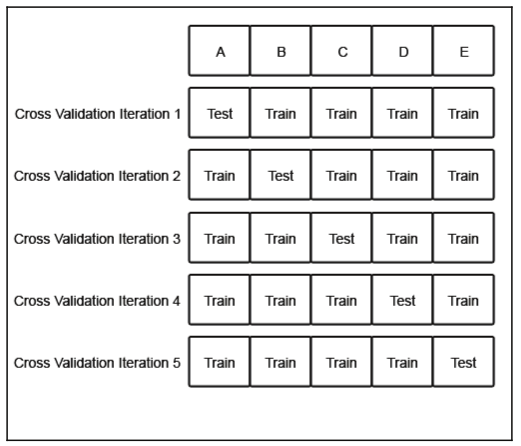 A B C D E
Cross Validation Iteration 1 Test Train Train Train Train
Cross Validation Iteration 2 Train Test Train Train Train
Cross Validation Iteration 3 Train Train Test Train Train
Cross Validation Iteration 4 Train Train Train Test Train
Cross Validation Iteration 5 Train Train Train Train Test